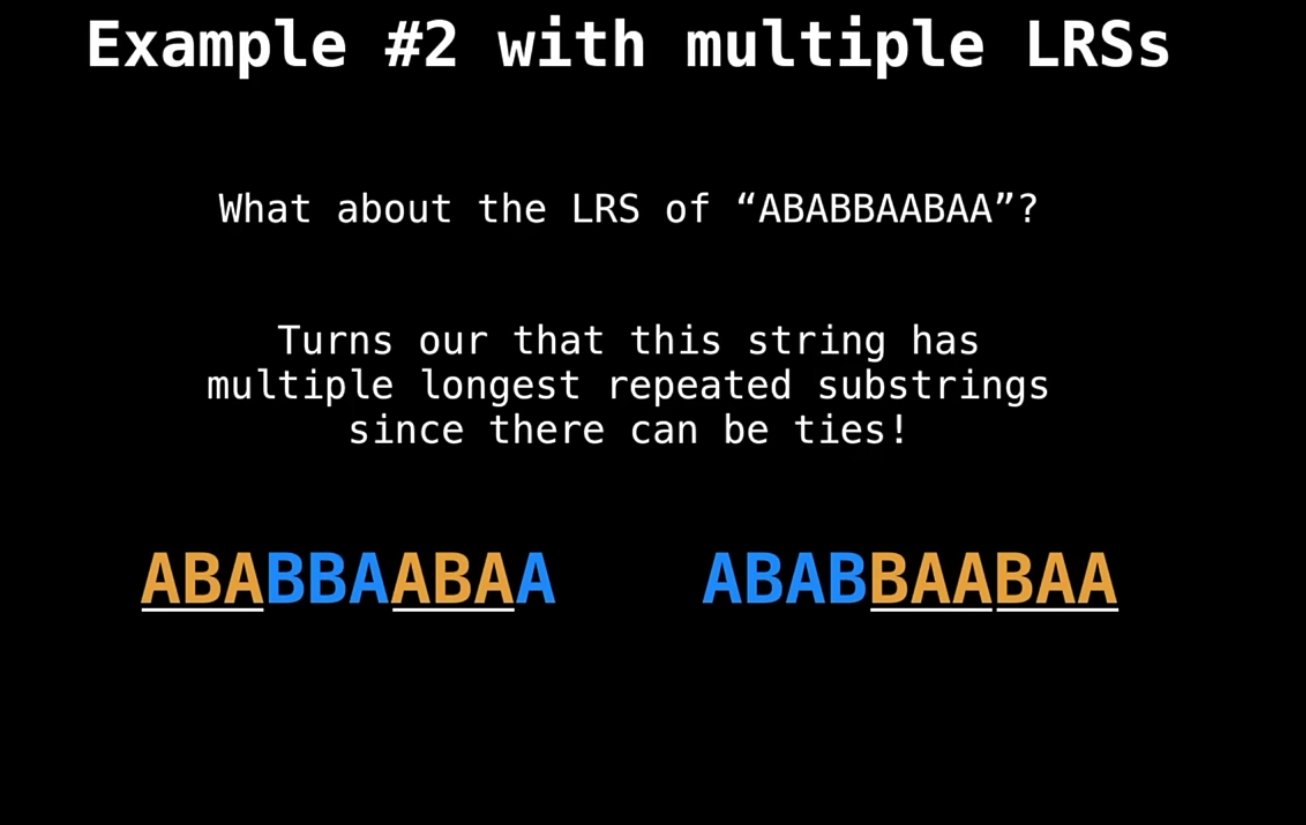 Example #2 with multiple LRSs
What about the LRS of “ABABBAABAA”?
Turns our that this string has
multiple longest repeated substrings
since there can be ties!
ABABBAABAA ABABBAABAA